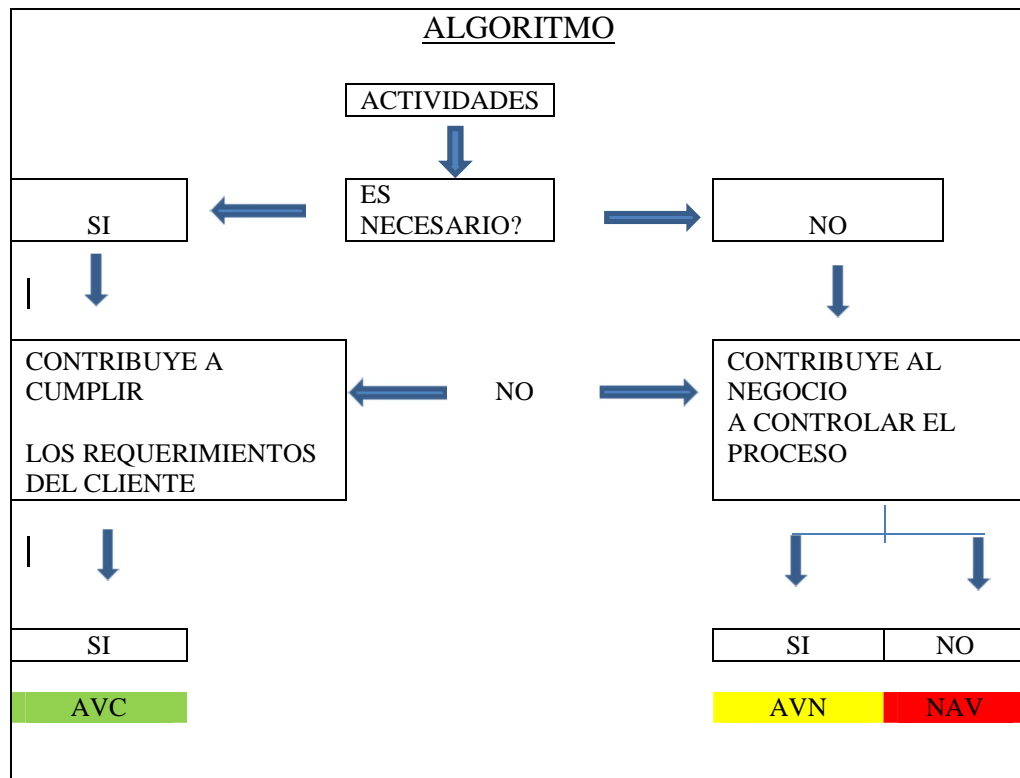 ALGORITMO
ACTIVIDADES
SI
ES
NECESARIO?
NO
CONTRIBUYE A
CUMPLIR
LOS REQUERIMIENTOS
DEL CLIENTE
NO
CONTRIBUYE AL
NEGOCIO
A CONTROLAR EL
PROCESO
SI
SI
NO
AVC
AVN
NAV